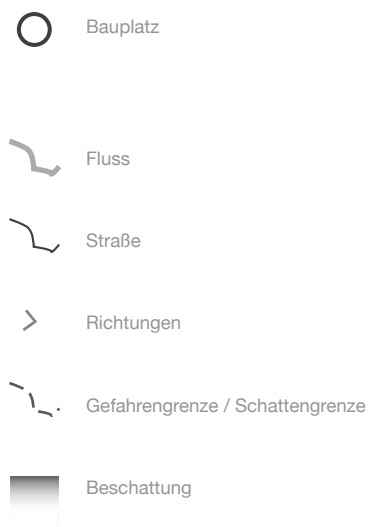 Bauplatz
Fluss
Straße
Richtungen
Gefahrengrenze / Schattengrenze
Beschattung